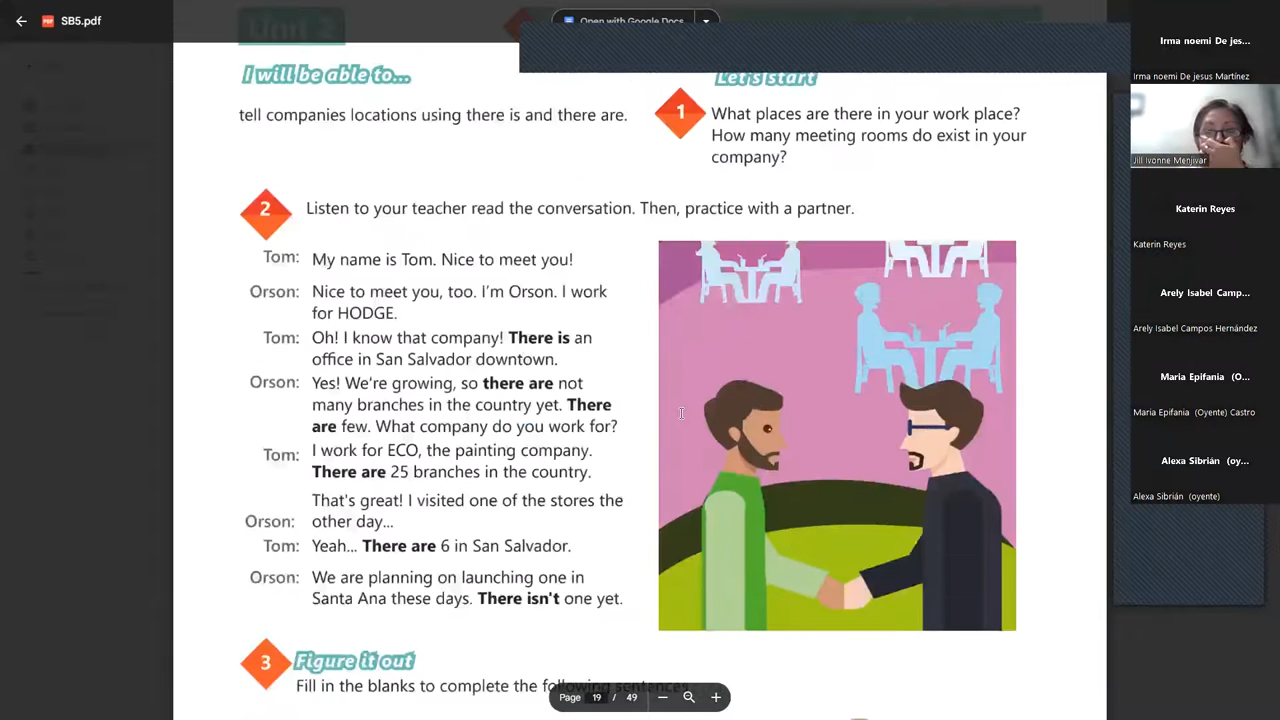 SB5.pdf
Open with Google Docs
Unit 2
I will be able to...
Let's start
tell companies locations using there is and there are.
1
What places are there in your work place?
How many meeting rooms do exist in your
company?
2
Listen to your teacher read the conversation. Then, practice with a partner.
Tom: My name is Tom. Nice to meet you!
Orson: Nice to meet you, too. I'm Orson. I work
for HODGE.
Tom: Oh! I know that company! There is an
office in San Salvador downtown.
Orson: Yes! We're growing, so there are not
many branches in the country yet. There
are few. What company do you work for?
Tom: I work for ECO, the painting company.
There are 25 branches in the country.
That's great! I visited one of the stores the
Orson: other day...
Tom: Yeah... There are 6 in San Salvador.
Orson: We are planning on launching one in
Santa Ana these days. There isn't one yet.
3
Figure it out
Fill in the blanks to complete the following sentences
Page 19 / 49
Irma noemi De jes...
Irma noemi De jesus Martínez
Jill Ivonne Menjivar
Katerin Reyes
Katerin Reyes
Arely Isabel Camp...
Arely Isabel Campos Hernández
Maria Epifania (O...
Maria Epifania (Oyente) Castro
Alexa Sibrián (oy...
Alexa Sibrián (oyente)